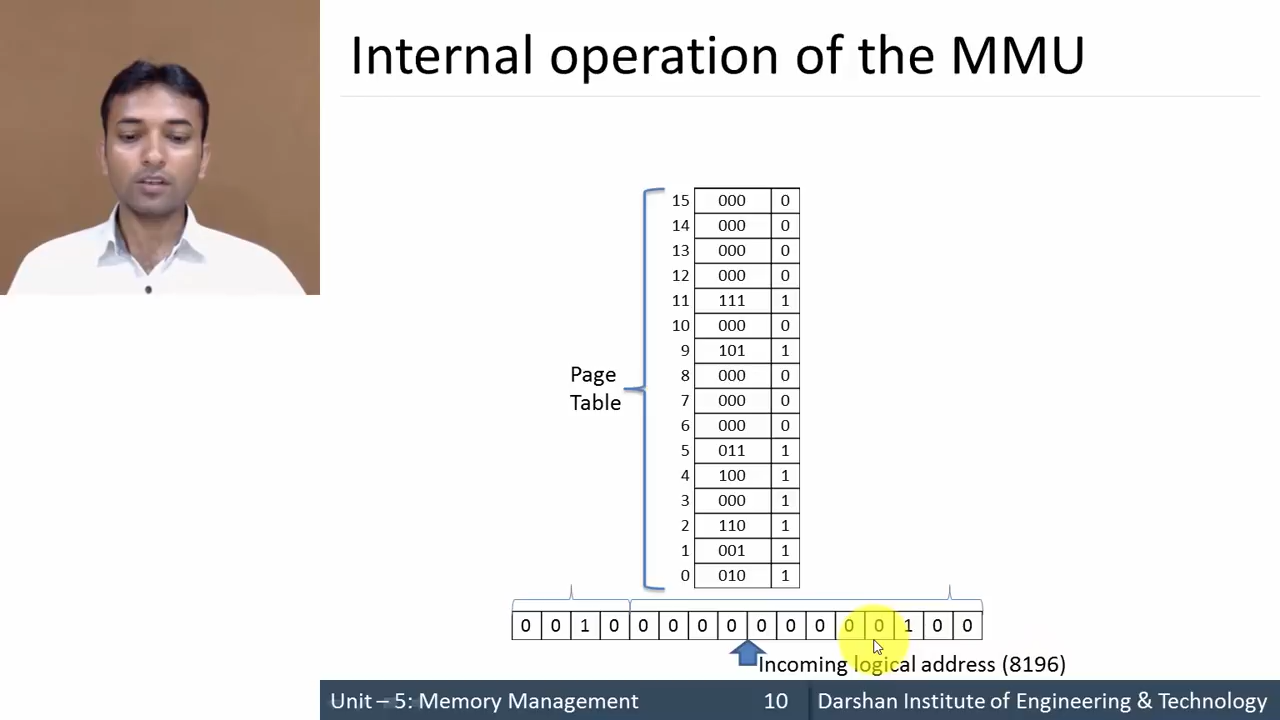 Internal operation of the MMU
15 000 0
14 000 0
13 000 0
12 000 0
11 111 1
10 000 0
9 101 1
Page
Table
8 000 0
7 000 0
6 000 0
5 011 1
4 100 1
3 000 1
2 110 1
1 001 1
0 010 1
0 0 1 0 0 0 0 0 0 0 0 0 0 1 0 0
Incoming logical address (8196)
Unit – 5: Memory Management 10 Darshan Institute of Engineering & Technology